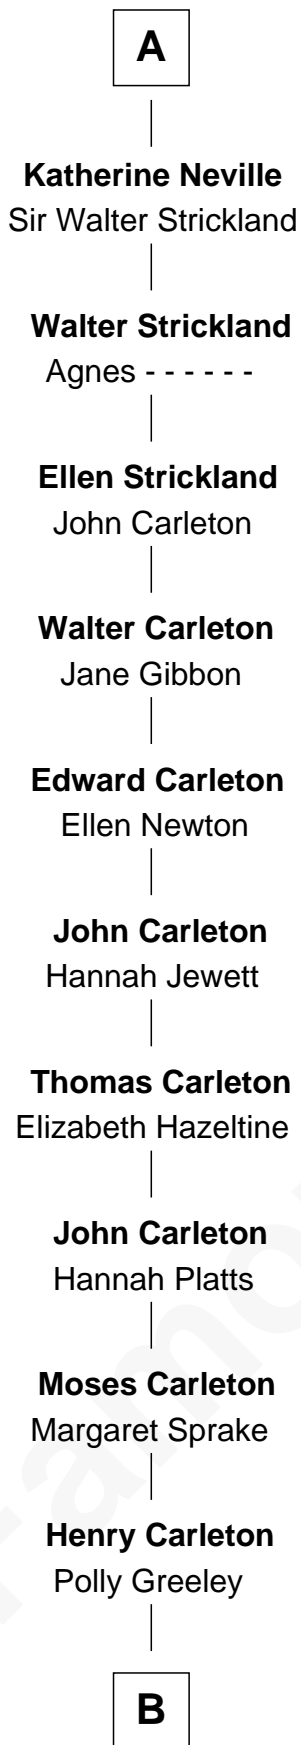 A
Katherine Neville
Sir Walter Strickland
Walter Strickland
Agnes - - - - - -
Ellen Strickland
John Carleton
Walter Carleton
Jane Gibbon
Edward Carleton
Ellen Newton
John Carleton
Hannah Jewett
Thomas Carleton
Elizabeth Hazeltine
John Carleton
Hannah Platts
Moses Carleton
Margaret Sprake
Henry Carleton
Polly Greeley
B